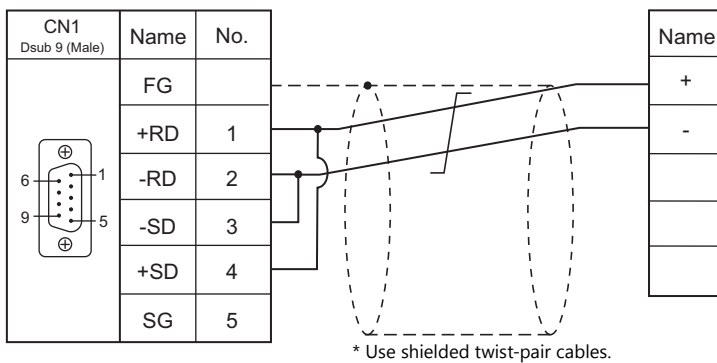 CN1
Dsub 9 (Male)
Name No.
FG
+RD 1
-RD 2
-SD 3
+SD 4
SG 5
6
1
9
5
Name
+
-
* Use shielded twist-pair cables.